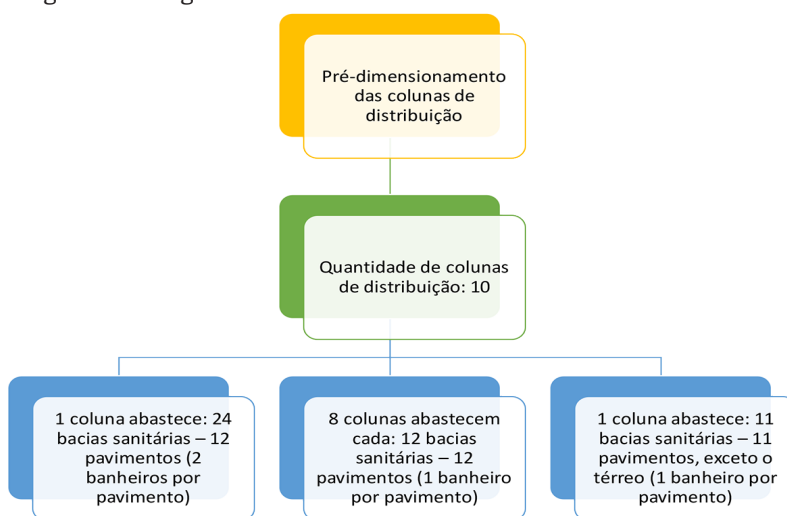 Pré-dimensionamento
das colunas de
distribuição
Quantidade de colunas
de distribuição: 10
1 coluna abastece: 24
bacias sanitárias – 12
pavimentos (2
banheiros por
pavimento)
8 colunas abastecem
cada: 12 bacias
sanitárias – 12
pavimentos (1 banheiro
por pavimento)
1 coluna abastece: 11
bacias sanitárias – 11
pavimentos, exceto o
térreo (1 banheiro por
pavimento)